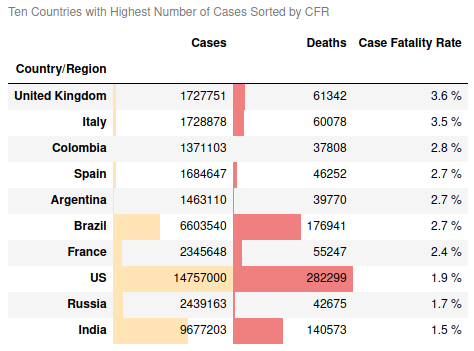 Ten Countries with Highest Number of Cases Sorted by CFR
Cases Deaths Case Fatality Rate
Country/Region
United Kingdom 1727751 61342 3.6 %
Italy 1728878 60078 3.5 %
Colombia 1371103 37808 2.8 %
Spain 1684647 46252 2.7 %
Argentina 1463110 39770 2.7 %
Brazil 6603540 176941 2.7 %
France 2345648 55247 2.4 %
US 14757000 282299 1.9 %
Russia 2439163 42675 1.7 %
India 9677203 140573 1.5 %